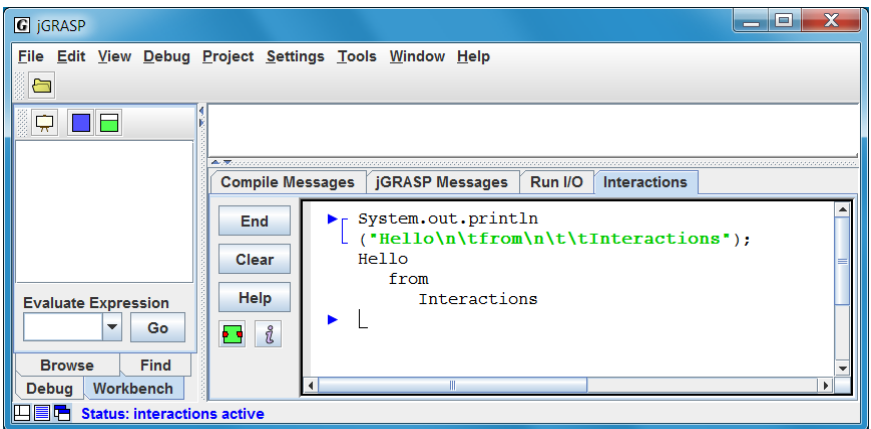 G jGRASP
File Edit View Debug Project Settings Tools Window Help
Compile Messages jGRASP Messages Run I/O Interactions
End
Clear
Help
i
System.out.println
("Hello\n\tfrom\n\t\tInteractions");
Hello
from
Interactions
Evaluate Expression
Go
Browse Find
Debug Workbench
Status: interactions active